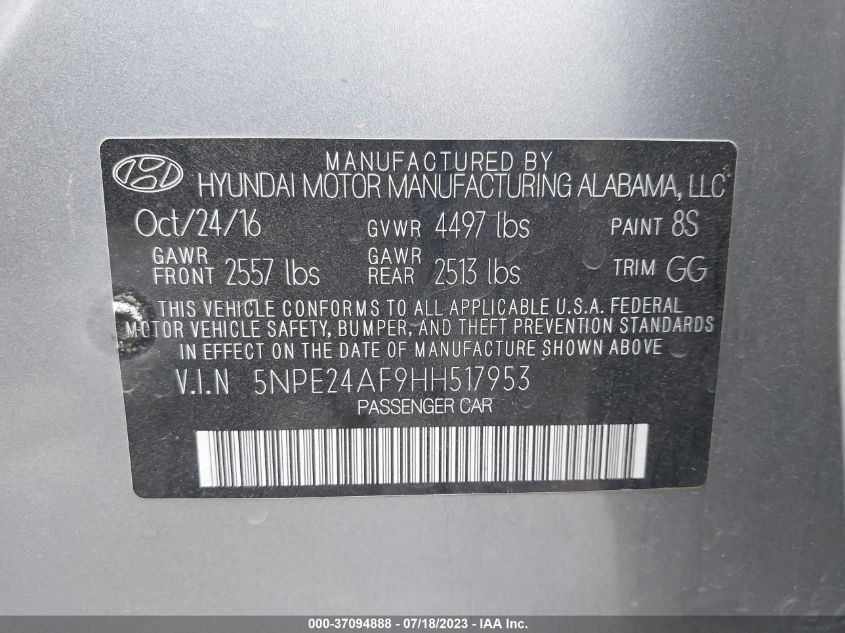 MANUFACTURED BY
HYUNDAI MOTOR MANUFACTURING ALABAMA, LLC
Oct/24/16 GVWR 4497 lbs PAINT 8S
GAWR FRONT 2557 lbs GAWR REAR 2513 lbs TRIM GG
THIS VEHICLE CONFORMS TO ALL APPLICABLE U.S.A. FEDERAL
MOTOR VEHICLE SAFETY, BUMPER, AND THEFT PREVENTION STANDARDS
IN EFFECT ON THE DATE OF MANUFACTURE SHOWN ABOVE
V.I.N 5NPE24AF9HH517953
PASSENGER CAR
000-37094888 - 07/18/2023 - IAA Inc.